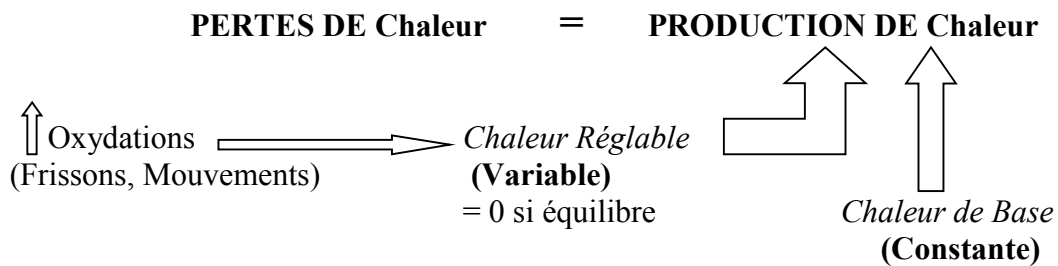 PERTES DE Chaleur = PRODUCTION DE Chaleur
Oxydations
(Frissons, Mouvements)
Chaleur Réglable
(Variable)
= 0 si équilibre
Chaleur de Base
(Constante)